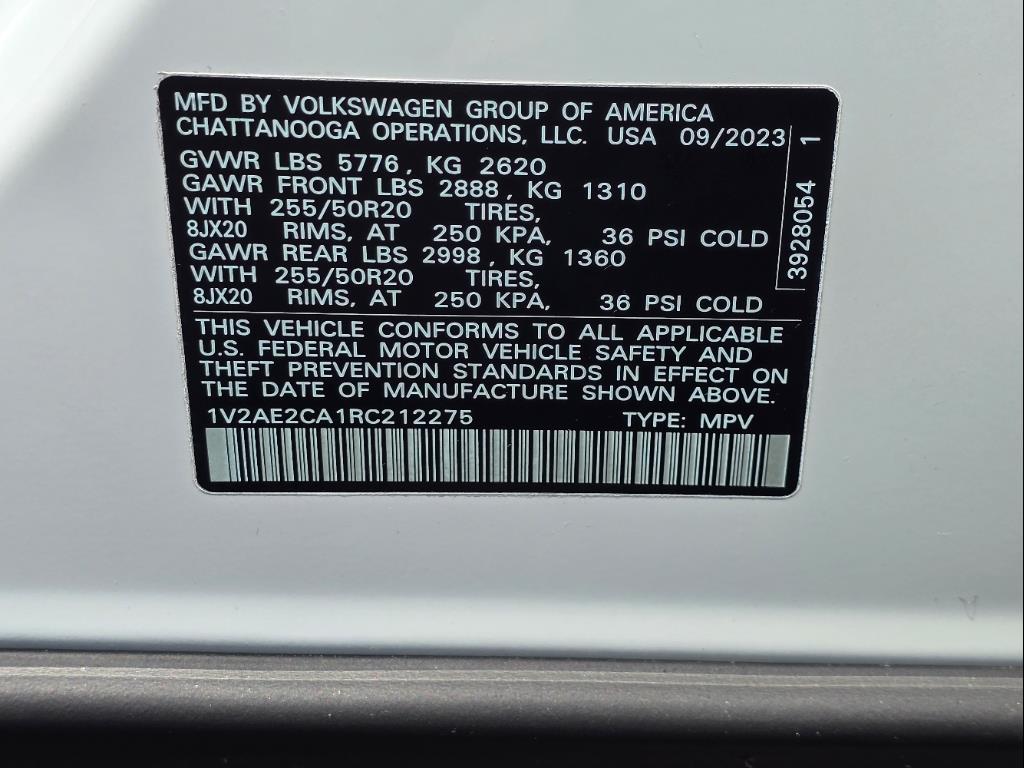 MFD BY VOLKSWAGEN GROUP OF AMERICA
CHATTANOOGA OPERATIONS, LLC. USA 09/2023
GVWR LBS 5776, KG 2620
GAWR FRONT LBS 2888, KG 1310
WITH 255/50R20 TIRES,
8JX20 RIMS, AT 250 KPA, 36 PSI COLD
GAWR REAR LBS 2998, KG 1360
WITH 255/50R20 TIRES,
8JX20 RIMS, AT 250 KPA, 36 PSI COLD
3928054 1
THIS VEHICLE CONFORMS TO ALL APPLICABLE
U.S. FEDERAL MOTOR VEHICLE SAFETY AND
THEFT PREVENTION STANDARDS IN EFFECT ON
THE DATE OF MANUFACTURE SHOWN ABOVE.
1V2AE2CA1RC212275 TYPE: MPV